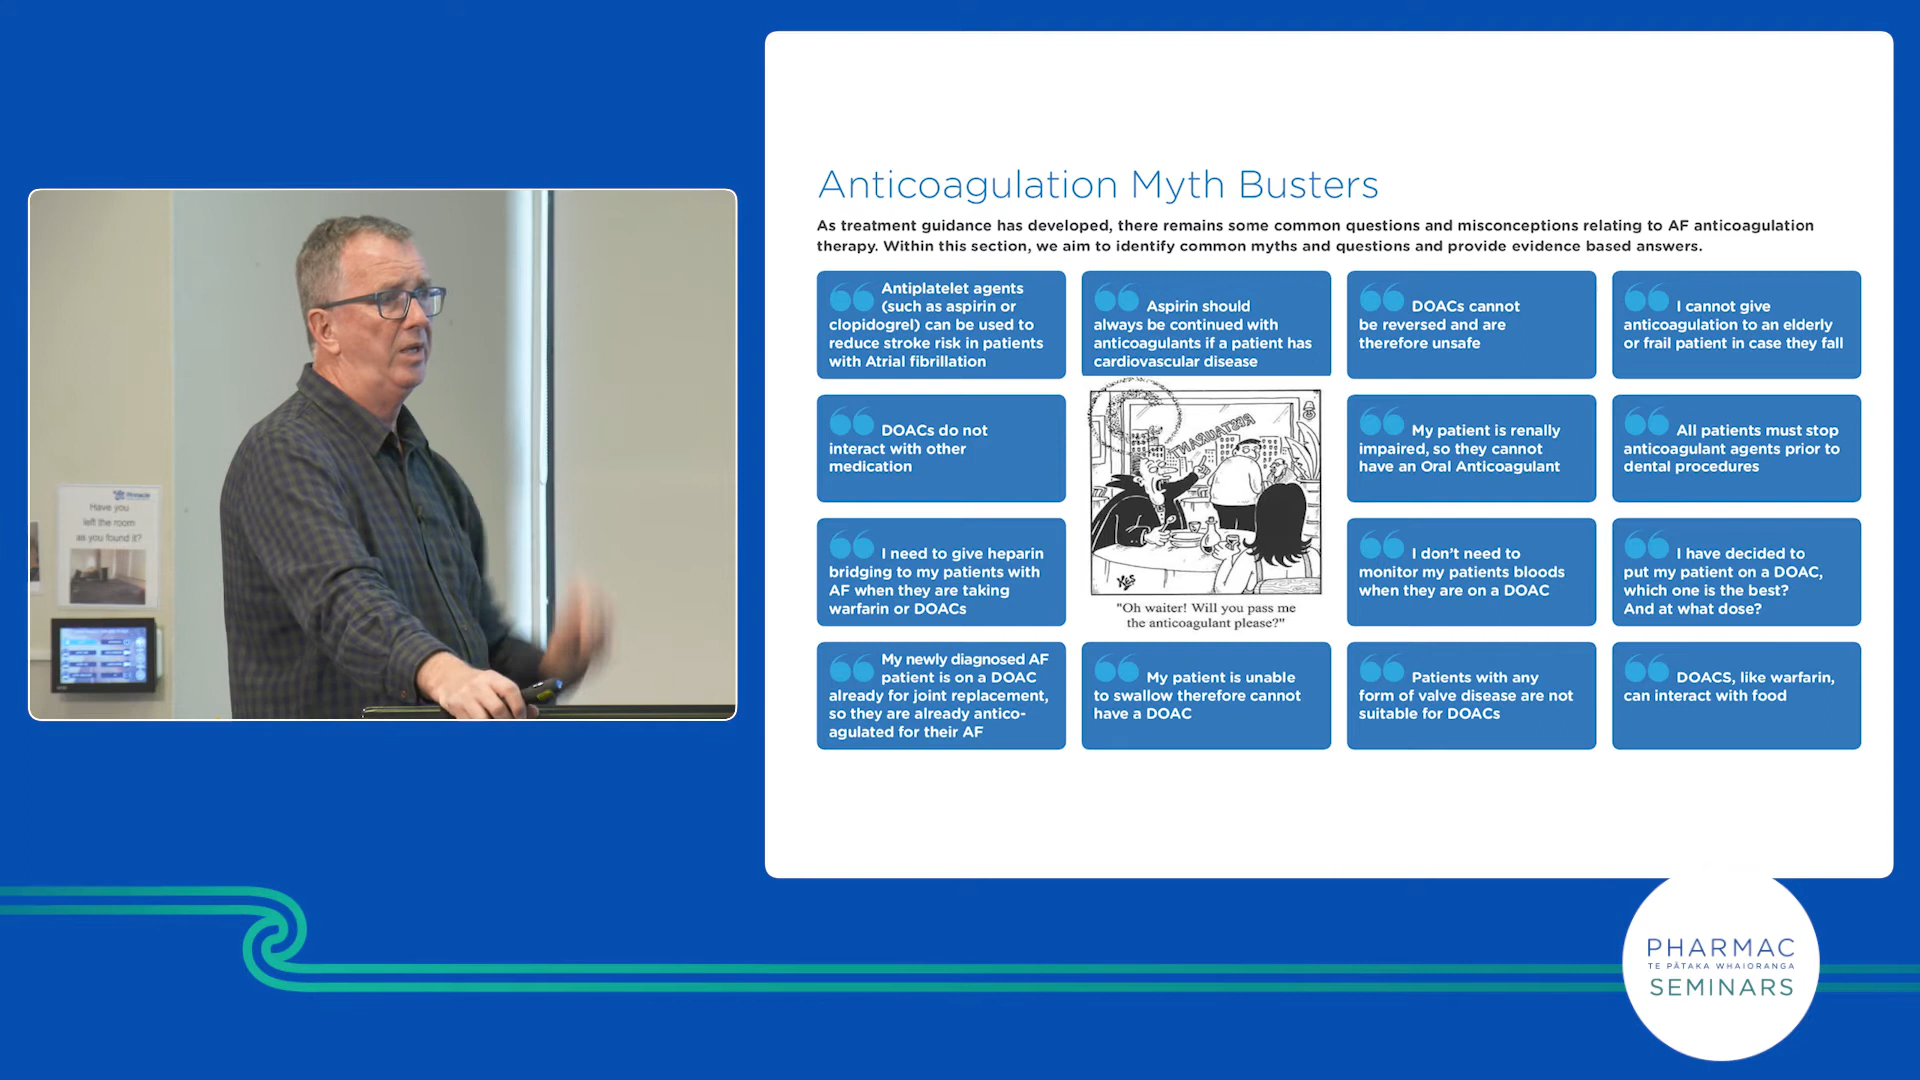 Anticoagulation Myth Busters
As treatment guidance has developed, there remains some common questions and misconceptions relating to AF anticoagulation
therapy. Within this section, we aim to identify common myths and questions and provide evidence based answers.
Antiplatelet agents
(such as aspirin or
clopidogrel) can be used to
reduce stroke risk in patients
with Atrial fibrillation
Aspirin should
always be continued with
anticoagulants if a patient has
cardiovascular disease
DOACs cannot
be reversed and are
therefore unsafe
I cannot give
anticoagulation to an elderly
or frail patient in case they fall
DOACs do not
interact with other
medication
RESTAURANT
"Oh waiter! Will you pass me
the anticoagulant please?"
My patient is renally
impaired, so they cannot
have an Oral Anticoagulant
All patients must stop
anticoagulant agents prior to
dental procedures
I need to give heparin
bridging to my patients with
AF when they are taking
warfarin or DOACs
I don't need to
monitor my patients bloods
when they are on a DOAC
I have decided to
put my patient on a DOAC,
which one is the best?
And at what dose?
My newly diagnosed AF
patient is on a DOAC
already for joint replacement,
so they are already antico-
agulated for their AF
My patient is unable
to swallow therefore cannot
have a DOAC
Patients with any
form of valve disease are not
suitable for DOACs
DOACS, like warfarin,
can interact with food
Pinnacle
Have you
left the room
as you found it?
PHARMAC
TE PĀTAKA WHAIORANGA
SEMINARS